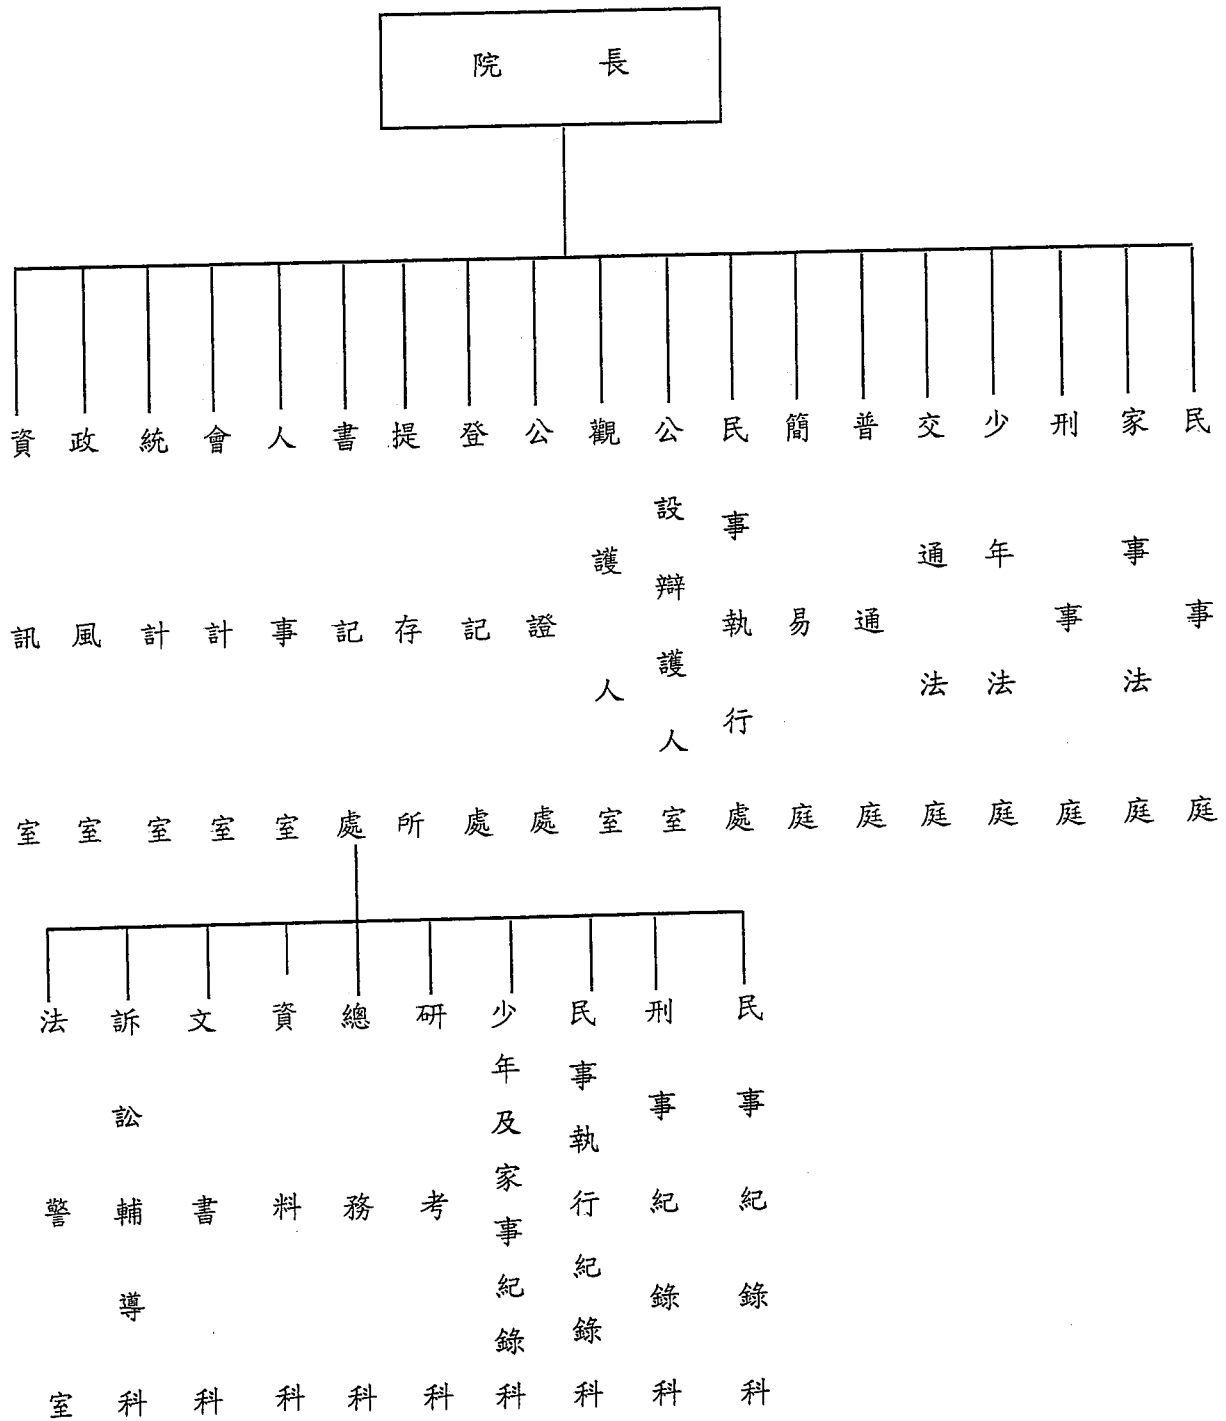 院長
民事庭
家事法庭
刑事庭
少年法庭
交通法庭
普通庭
簡易庭
民事執行處
公設辯護人室
觀護人室
公證處
登記處
提存所
書記處
人事室
會計室
統計室
政風室
資訊室
民事紀錄科
刑事紀錄科
民事執行紀錄科
少年及家事紀錄科
研考科
總務科
資料科
文書科
訴訟輔導科
法警室